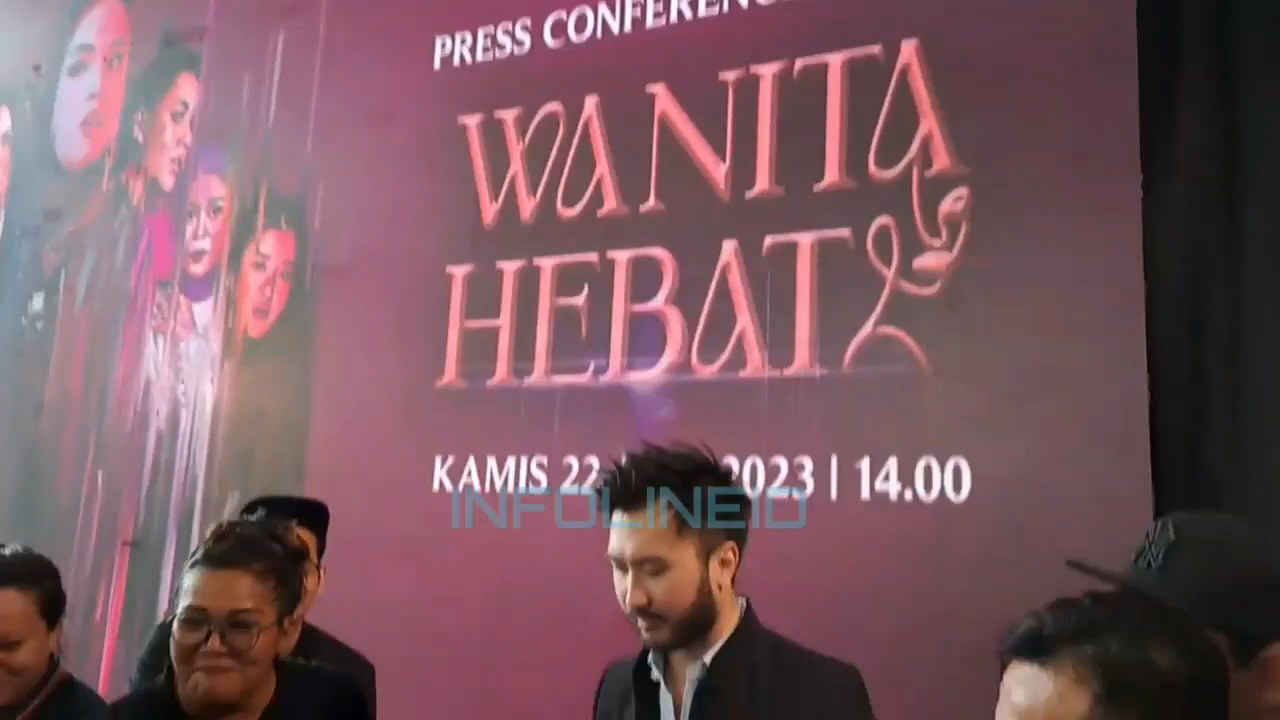 PRESS CONFERENC
WANITA
HEBAT
KAMIS 22 2023 | 14.00
INFOLINEID